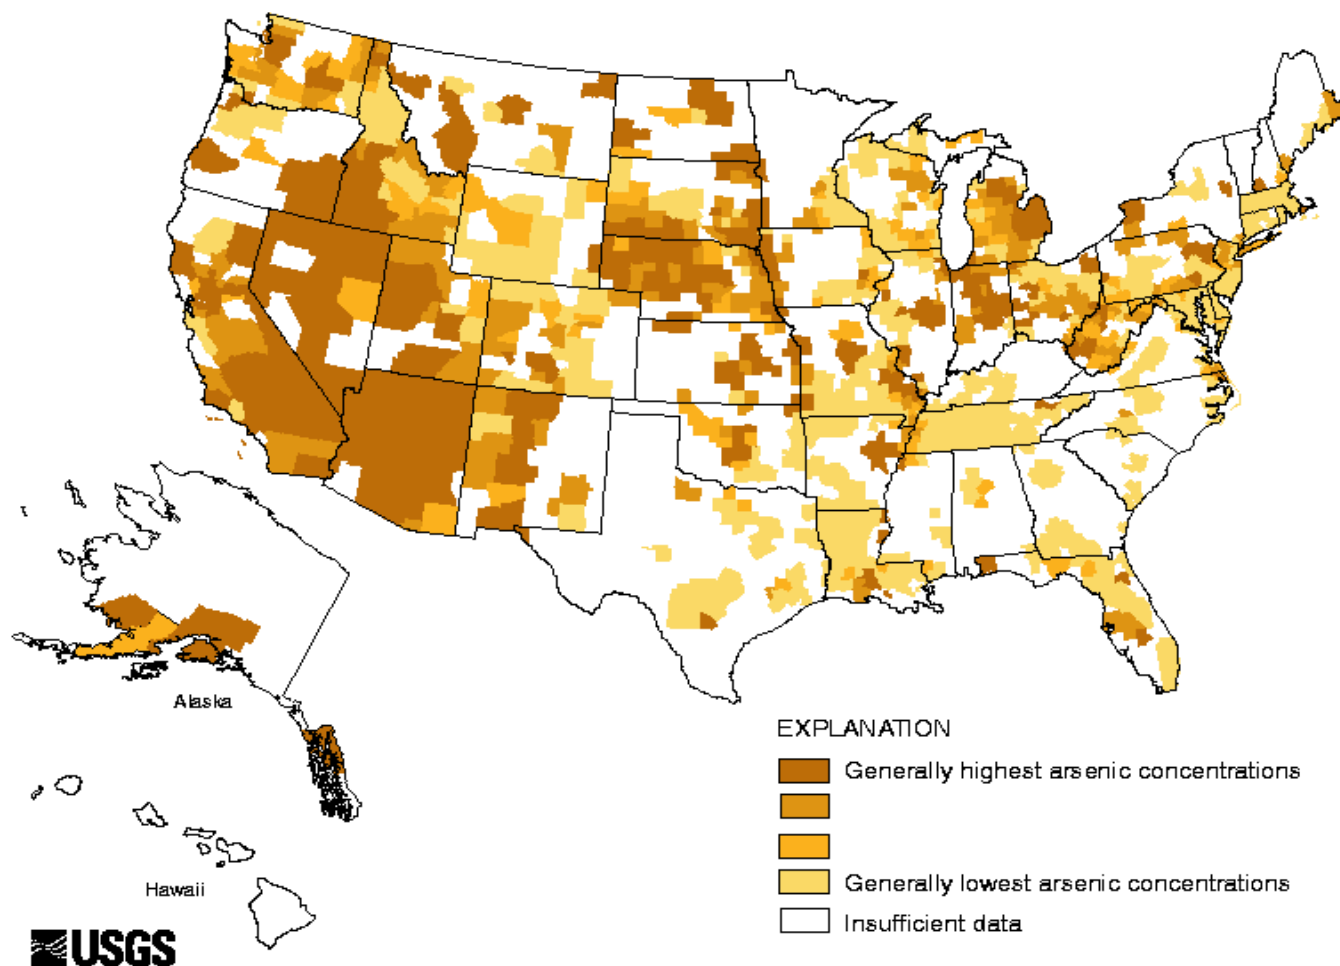 Alaska
Hawaii
EXPLANATION
Generally highest arsenic concentrations
Generally lowest arsenic concentrations
Insufficient data
USGS